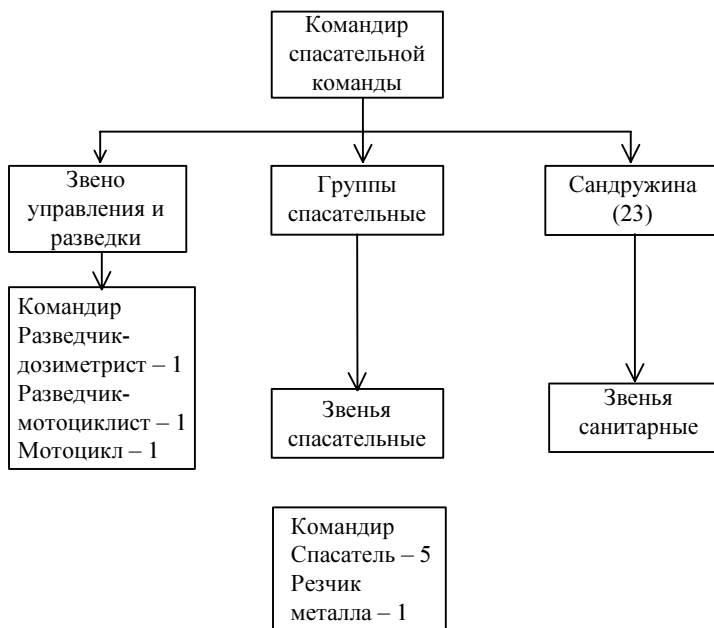 Командир
спасательной
команды
Звено
управления и
разведки
Группы
спасательные
Сандружина
(23)
Командир
Разведчик-
дозиметрист – 1
Разведчик-
мотоциклист – 1
Мотоцикл – 1
Звенья
спасательные
Звенья
санитарные
Командир
Спасатель – 5
Резчик
металла – 1